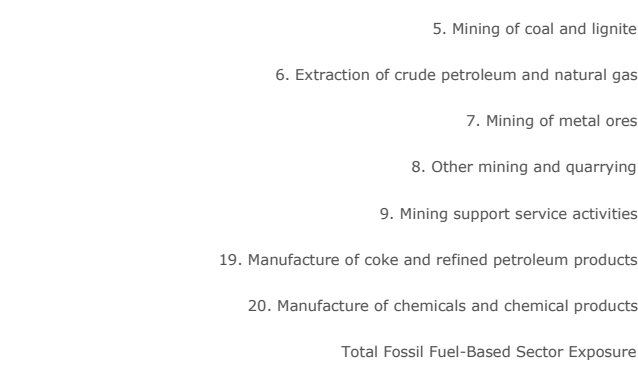 5. Mining of coal and lignite
6. Extraction of crude petroleum and natural gas
7. Mining of metal ores
8. Other mining and quarrying
9. Mining support service activities
19. Manufacture of coke and refined petroleum products
20. Manufacture of chemicals and chemical products
Total Fossil Fuel-Based Sector Exposure